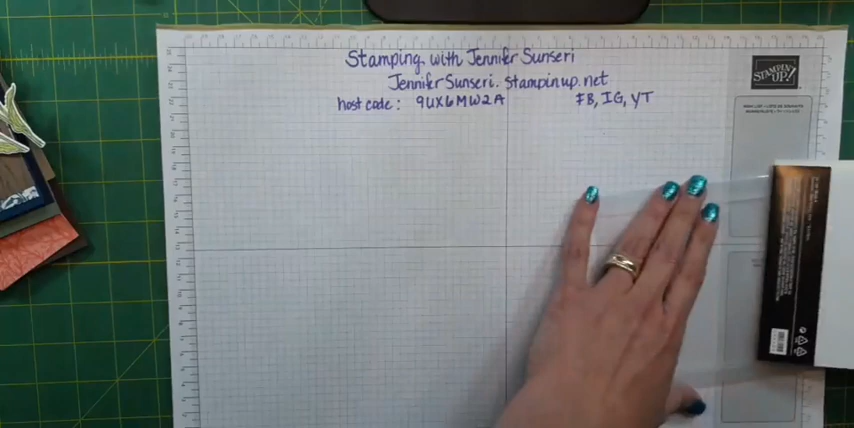 Stamping with Jennifer Sunseri
JenniferSunseri.stampinup.net
host code: 9UX6MW2A FB, IG, YT
STAMPIN' UP!